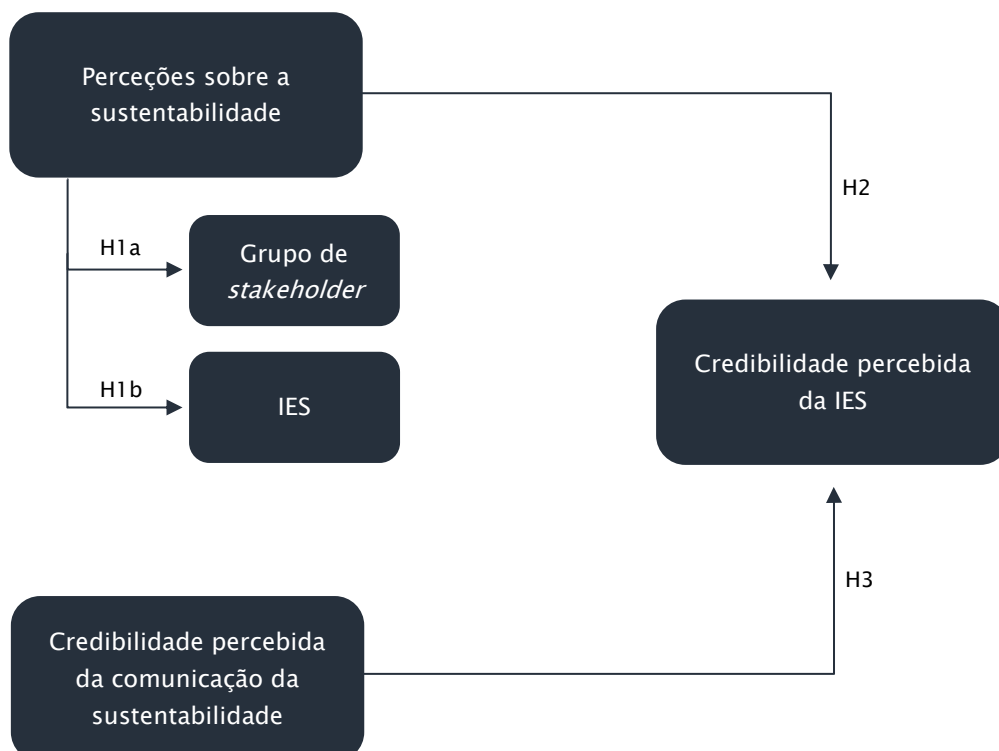 Perceções sobre a
sustentabilidade
H2
H1a
Grupo de
stakeholder
H1b
IES
Credibilidade percebida
da IES
H3
Credibilidade percebida
da comunicação da
sustentabilidade